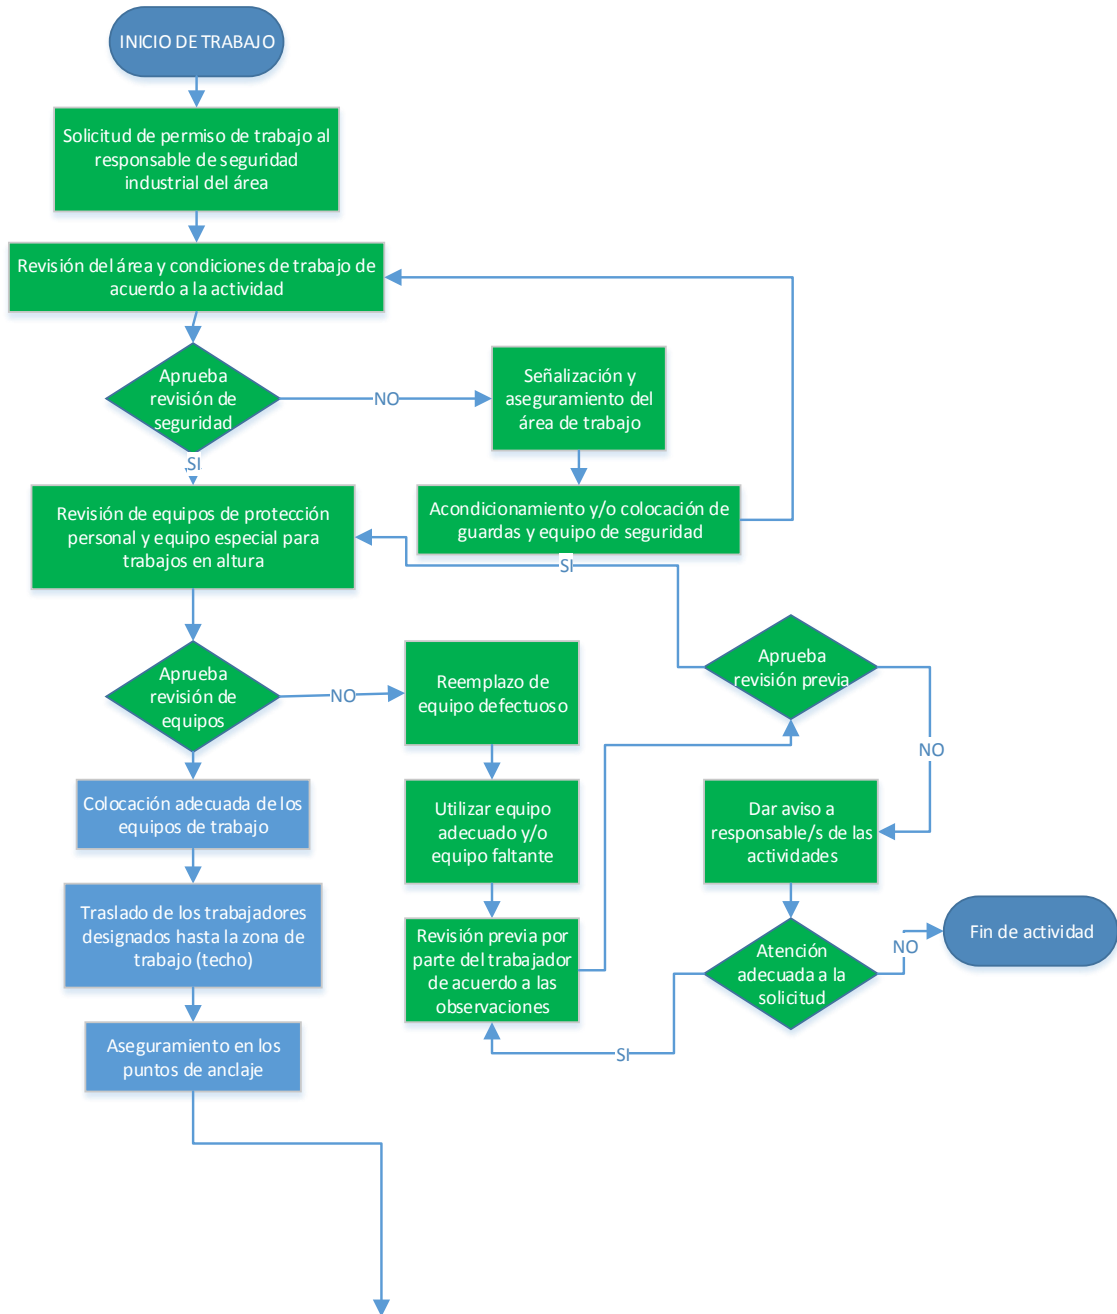 INICIO DE TRABAJO
Solicitud de permiso de trabajo al
responsable de seguridad
industrial del área
Revisión del área y condiciones de trabajo de
acuerdo a la actividad
Aprueba
revisión de
seguridad
NO
Señalización y
aseguramiento del
área de trabajo
SI
Revisión de equipos de protección
personal y equipo especial para
trabajos en altura
Acondicionamiento y/o colocación de
guardas y equipo de seguridad
SI
Aprueba
revisión de
equipos
NO
Reemplazo de
equipo defectuoso
Aprueba
revisión previa
NO
Colocación adecuada de los
equipos de trabajo
Utilizar equipo
adecuado y/o
equipo faltante
Dar aviso a
responsable/s de las
actividades
Traslado de los trabajadores
designados hasta la zona de
trabajo (techo)
Revisión previa por
parte del trabajador
de acuerdo a las
observaciones
Atención
adecuada a la
solicitud
NO
Fin de actividad
SI
Aseguramiento en los
puntos de anclaje